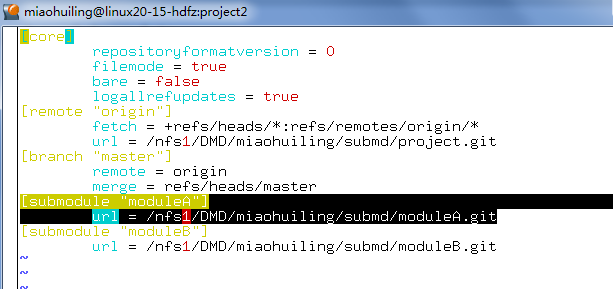 miaohuiling@linux20-15-hdfz:project2
[core]
repositoryformatversion = 0
filemode = true
bare = false
logallrefupdates = true
[remote "origin"]
fetch = +refs/heads/*:refs/remotes/origin/*
url = /nfs1/DMD/miaohuiling/submd/project.git
[branch "master"]
remote = origin
merge = refs/heads/master
[submodule "moduleA"]
url = /nfs1/DMD/miaohuiling/submd/moduleA.git
[submodule "moduleB"]
url = /nfs1/DMD/miaohuiling/submd/moduleB.git
~
~
~